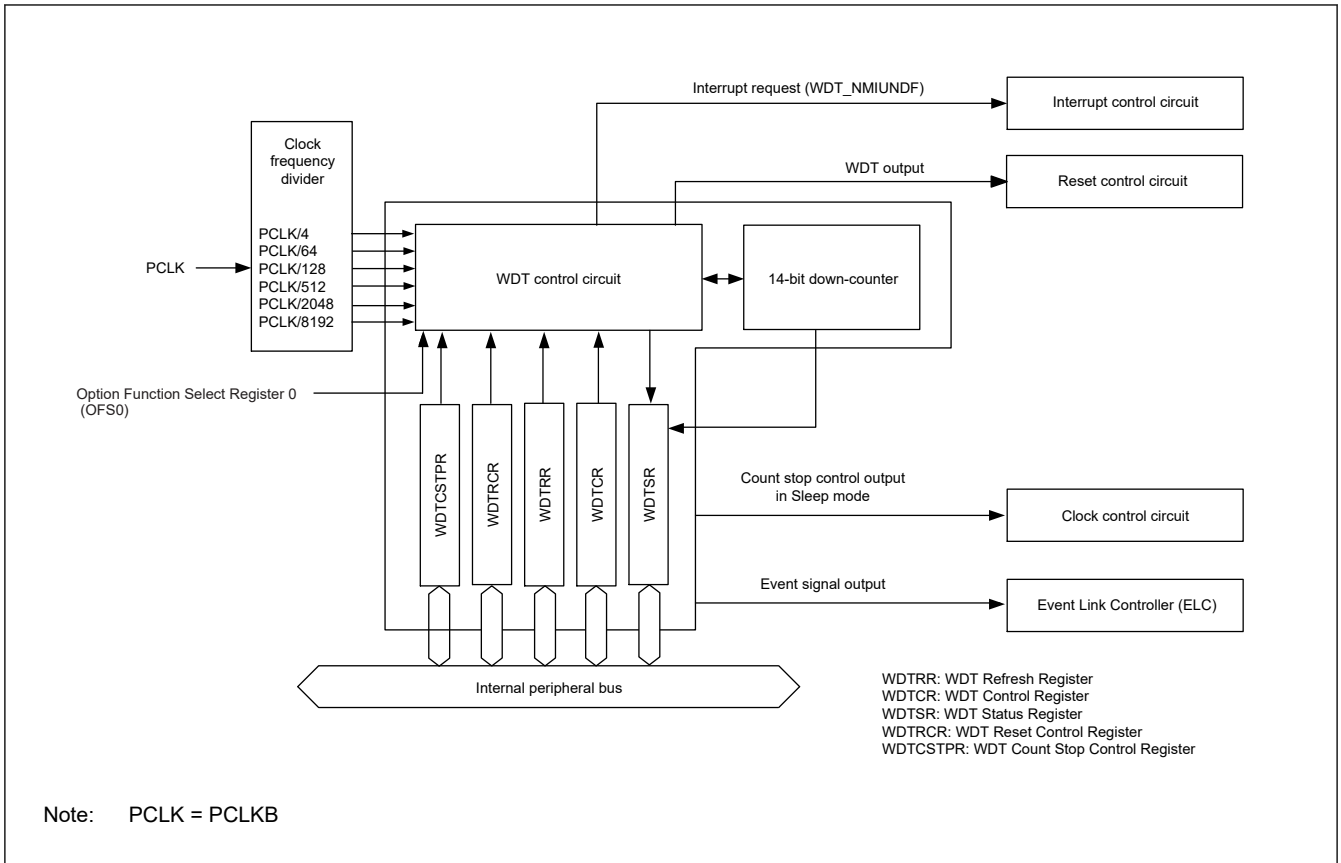 Interrupt request (WDT_NMIUNDF)
Interrupt control circuit
WDT output
Reset control circuit
Clock
frequency
divider
PCLK/4
PCLK/64
PCLK/128
PCLK/512
PCLK/2048
PCLK/8192
PCLK
WDT control circuit
14-bit down-counter
Option Function Select Register 0
(OFS0)
WDTCSTPR
WDTRCR
WDTRR
WDTCR
WDTSR
Count stop control output
in Sleep mode
Clock control circuit
Event signal output
Event Link Controller (ELC)
Internal peripheral bus
WDTRR: WDT Refresh Register
WDTCR: WDT Control Register
WDTSR: WDT Status Register
WDTRCR: WDT Reset Control Register
WDTCSTPR: WDT Count Stop Control Register
Note: PCLK = PCLKB